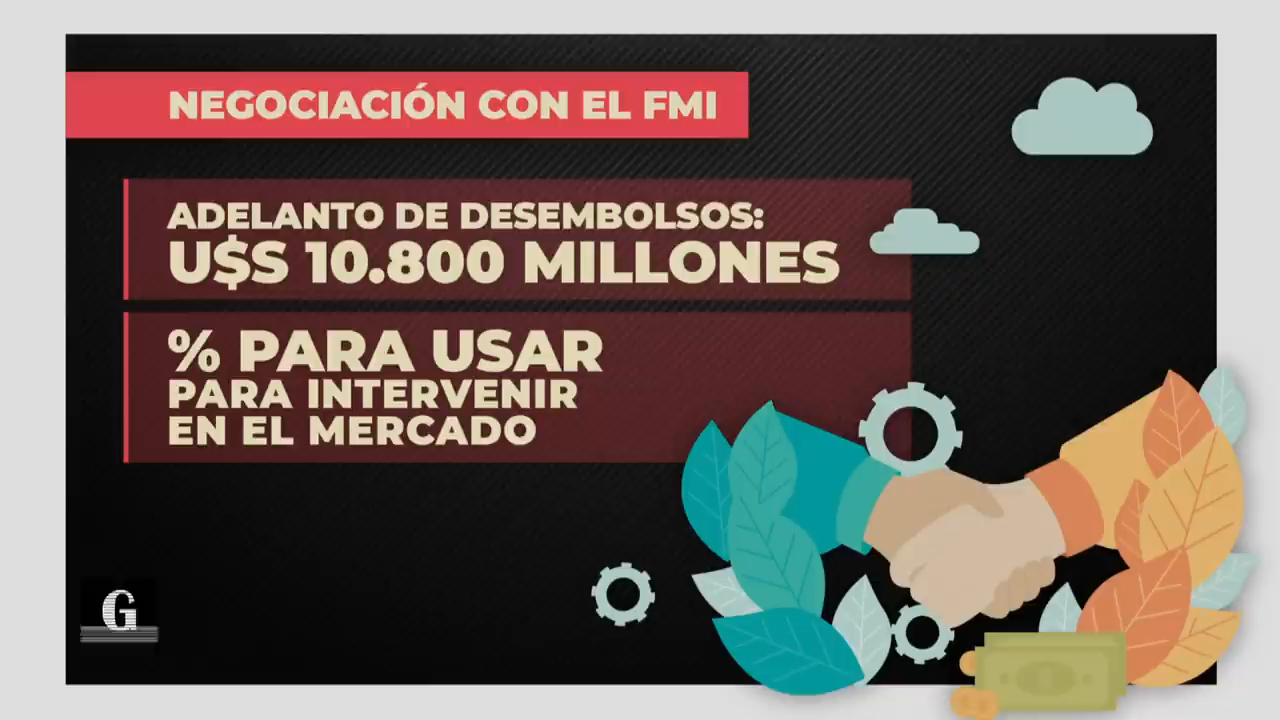 NEGOCIACIÓN CON EL FMI
ADELANTO DE DESEMBOLSOS:
U$S 10.800 MILLONES
% PARA USAR
PARA INTERVENIR
EN EL MERCADO
G